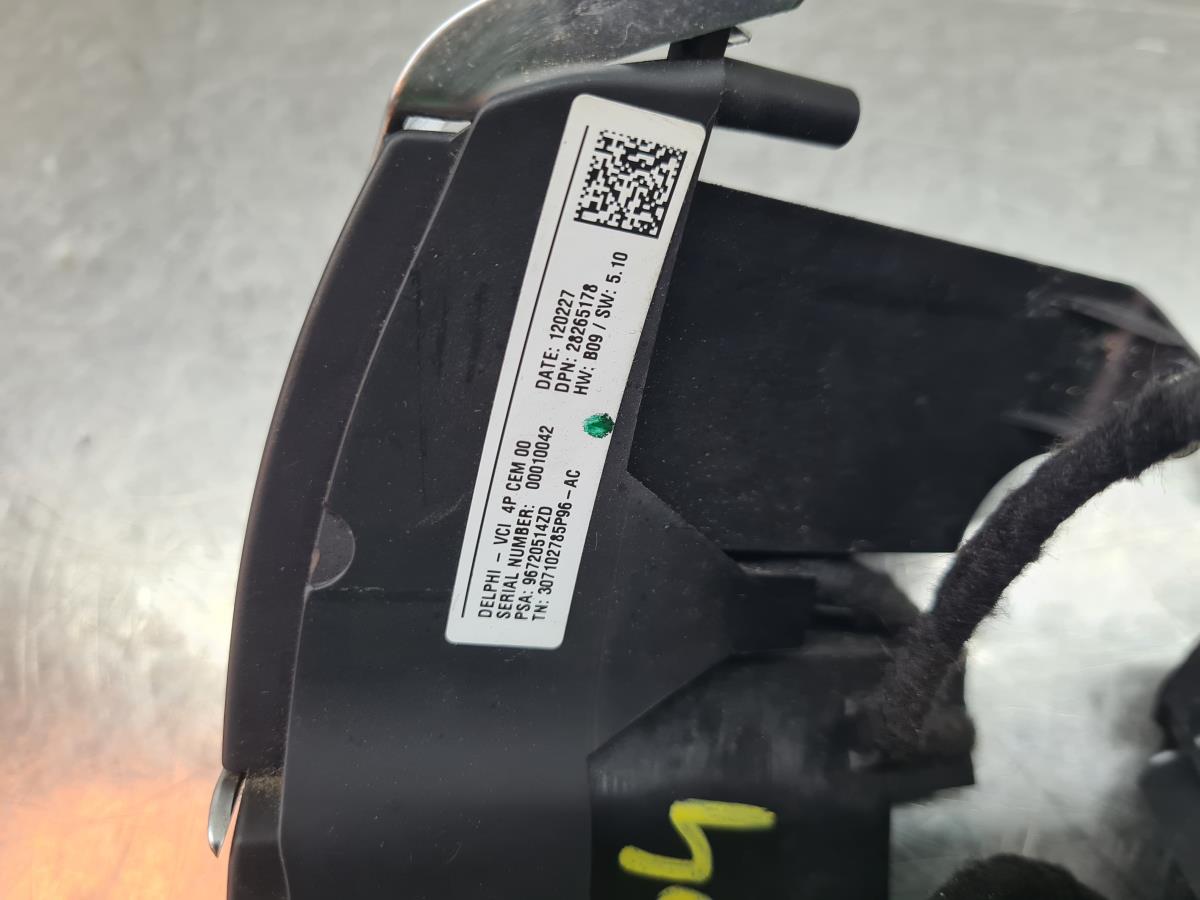 DELPHI - VCI 4P CEM 00
SERIAL NUMBER: 00010042
PSA: 96720514ZD
TN: 307102785P96-AC
DATE: 120227
DPN: 28265178
HW: B09 / SW: 5.10